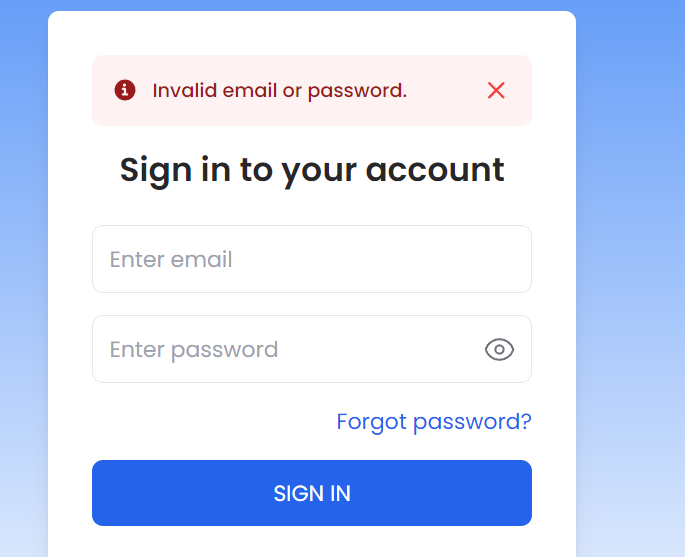 Invalid email or password.
Sign in to your account
Enter email
Enter password
Forgot password?
SIGN IN